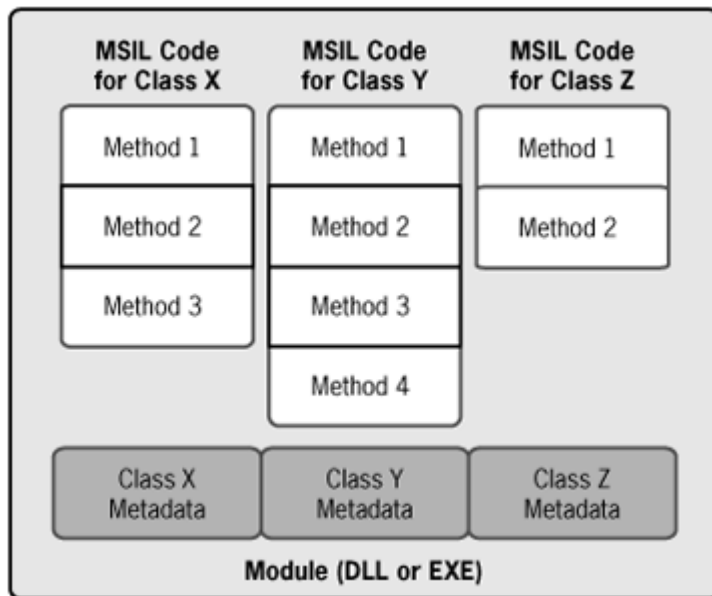 MSIL Code
for Class X
MSIL Code
for Class Y
MSIL Code
for Class Z
Method 1
Method 2
Method 3
Method 1
Method 2
Method 3
Method 4
Method 1
Method 2
Class X
Metadata
Class Y
Metadata
Class Z
Metadata
Module (DLL or EXE)